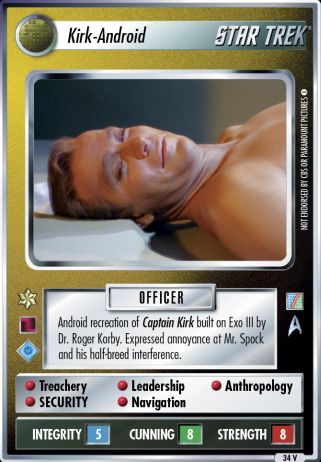 Kirk-Android
STAR TREK
NOT ENDORSED BY CBS OR PARAMOUNT PICTURES
OFFICER
Android recreation of Captain Kirk built on Exo III by
Dr. Roger Korby. Expressed annoyance at Mr. Spock
and his half-breed interference.
Treachery Leadership Anthropology
SECURITY Navigation
INTEGRITY 5 CUNNING 8 STRENGTH 8
34 V